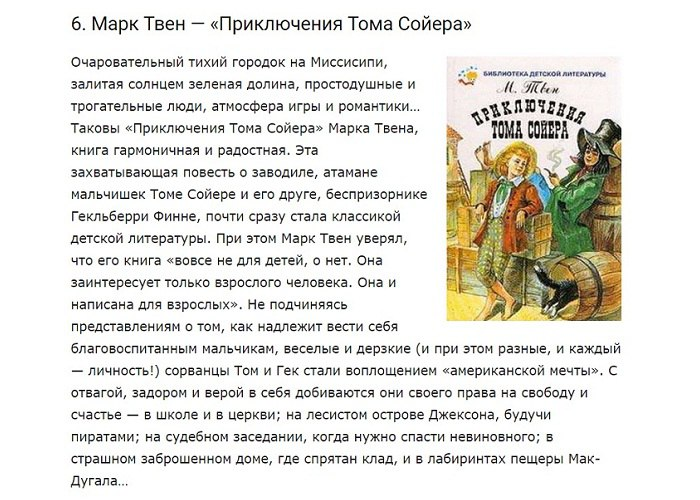 6. Марк Твен — «Приключения Тома Сойера»
Очаровательный тихий городок на Миссисипи,
залитая солнцем зеленая долина, простодушные и
трогательные люди, атмосфера игры и романтики…
Таковы «Приключения Тома Сойера» Марка Твена,
книга гармоничная и радостная. Эта
захватывающая повесть о заводиле, атамане
мальчишек Томе Сойере и его друге, беспризорнике
Гекльберри Финне, почти сразу стала классикой
детской литературы. При этом Марк Твен уверял,
что его книга «вовсе не для детей, о нет. Она
заинтересует только взрослого человека. Она и
написана для взрослых». Не подчиняясь
представлениям о том, как надлежит вести себя
благовоспитанным мальчикам, веселые и дерзкие (и при этом разные, и каждый
— личность!) сорванцы Том и Гек стали воплощением «американской мечты». С
отвагой, задором и верой в себя добиваются они своего права на свободу и
счастье — в школе и в церкви; на лесистом острове Джексона, будучи
пиратами; на судебном заседании, когда нужно спасти невиновного; в
страшном заброшенном доме, где спрятан клад, и в лабиринтах пещеры Мак-
Дугала…
БИБЛИОТЕКА ДЕТСКОЙ ЛИТЕРАТУРЫ
М. Твен
ПРИКЛЮЧЕНИЯ
ТОМА СОЙЕРА